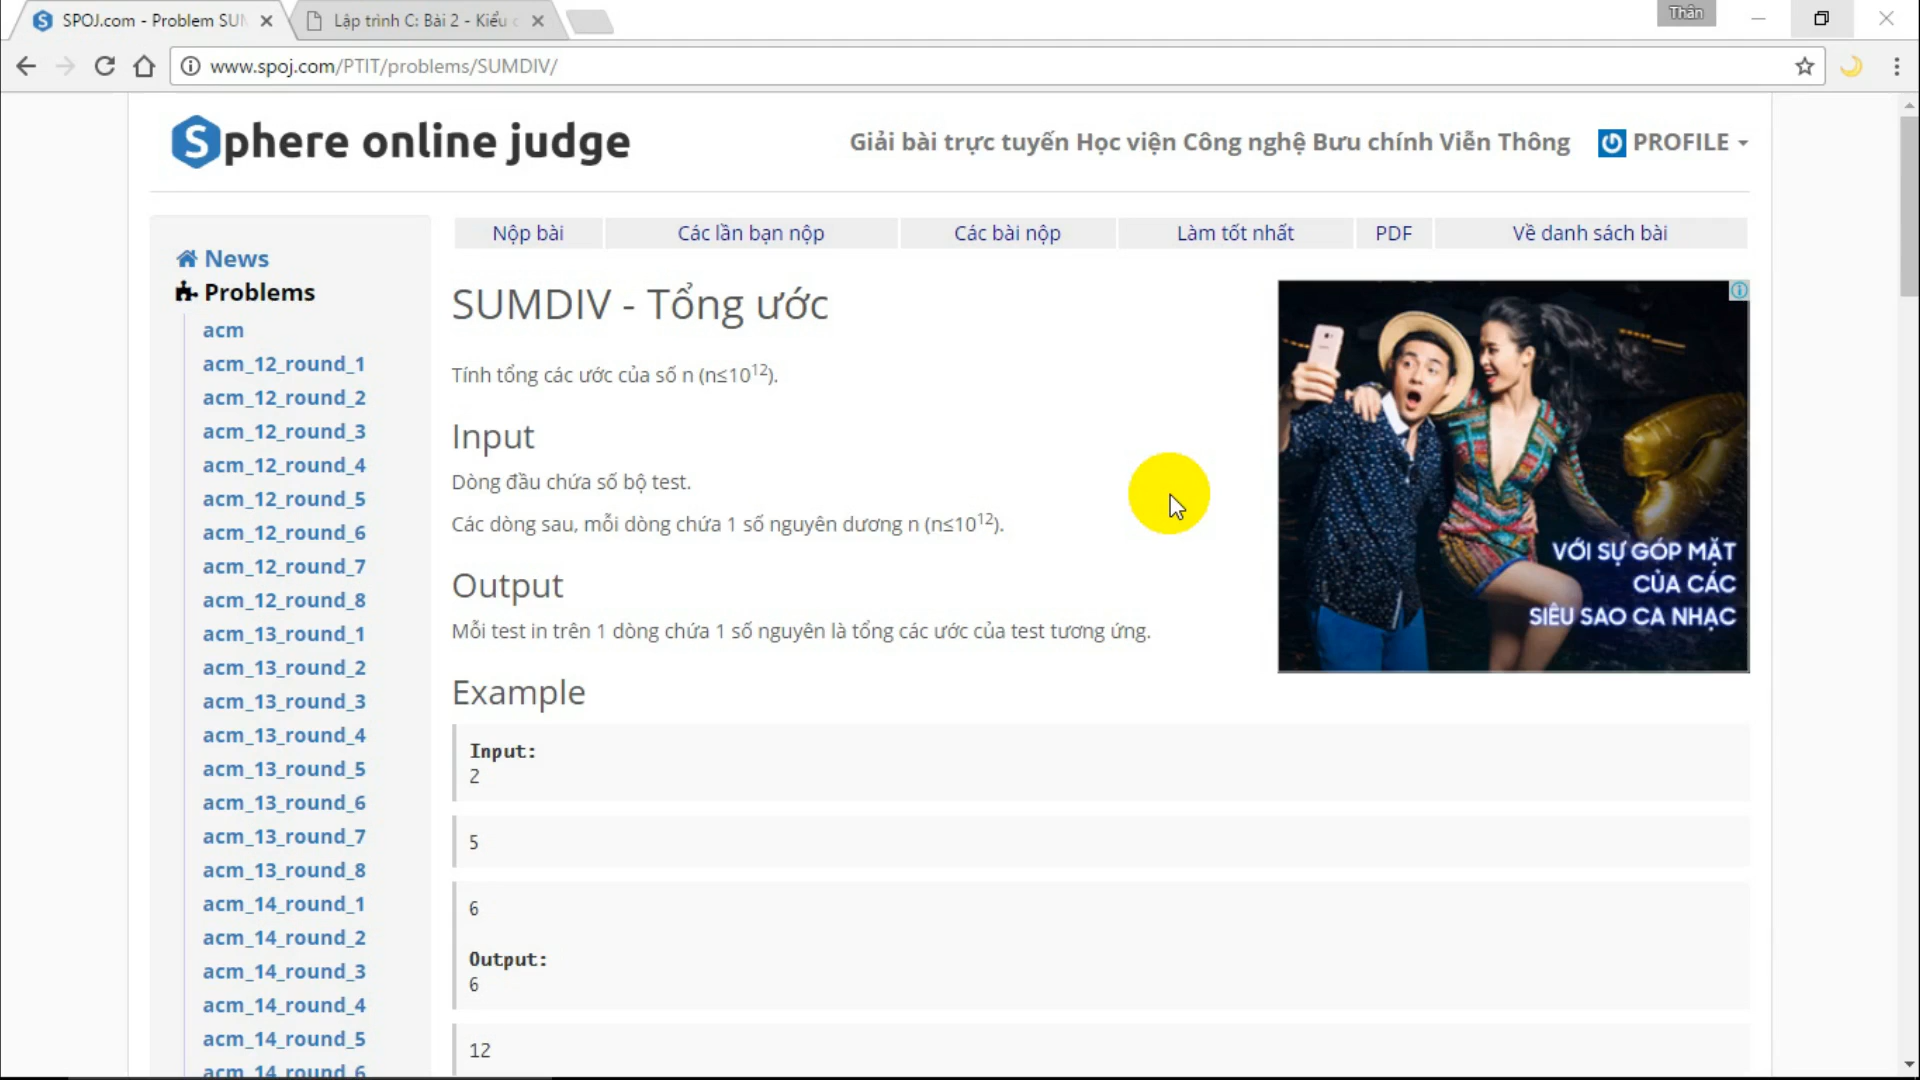 SPOJ.com - Problem SUM
Lập trình C: Bài 2 - Kiểu
Thân
www.spoj.com/PTIT/problems/SUMDIV/
Sphere online judge
Giải bài trực tuyến Học viện Công nghệ Bưu chính Viễn Thông
PROFILE
News
Problems
acm
acm_12_round_1
acm_12_round_2
acm_12_round_3
acm_12_round_4
acm_12_round_5
acm_12_round_6
acm_12_round_7
acm_12_round_8
acm_13_round_1
acm_13_round_2
acm_13_round_3
acm_13_round_4
acm_13_round_5
acm_13_round_6
acm_13_round_7
acm_13_round_8
acm_14_round_1
acm_14_round_2
acm_14_round_3
acm_14_round_4
acm_14_round_5
acm_14_round_6
Nộp bài Các lần bạn nộp Các bài nộp Làm tốt nhất PDF Về danh sách bài
SUMDIV - Tổng ước
Tính tổng các ước của số n (n≤10^12).
Input
Dòng đầu chứa số bộ test.
Các dòng sau, mỗi dòng chứa 1 số nguyên dương n (n≤10^12).
Output
Mỗi test in trên 1 dòng chứa 1 số nguyên là tổng các ước của test tương ứng.
Example
Input:
2
5
6
Output:
6
12
VỚI SỰ GÓP MẶT
CỦA CÁC
SIÊU SAO CA NHẠC